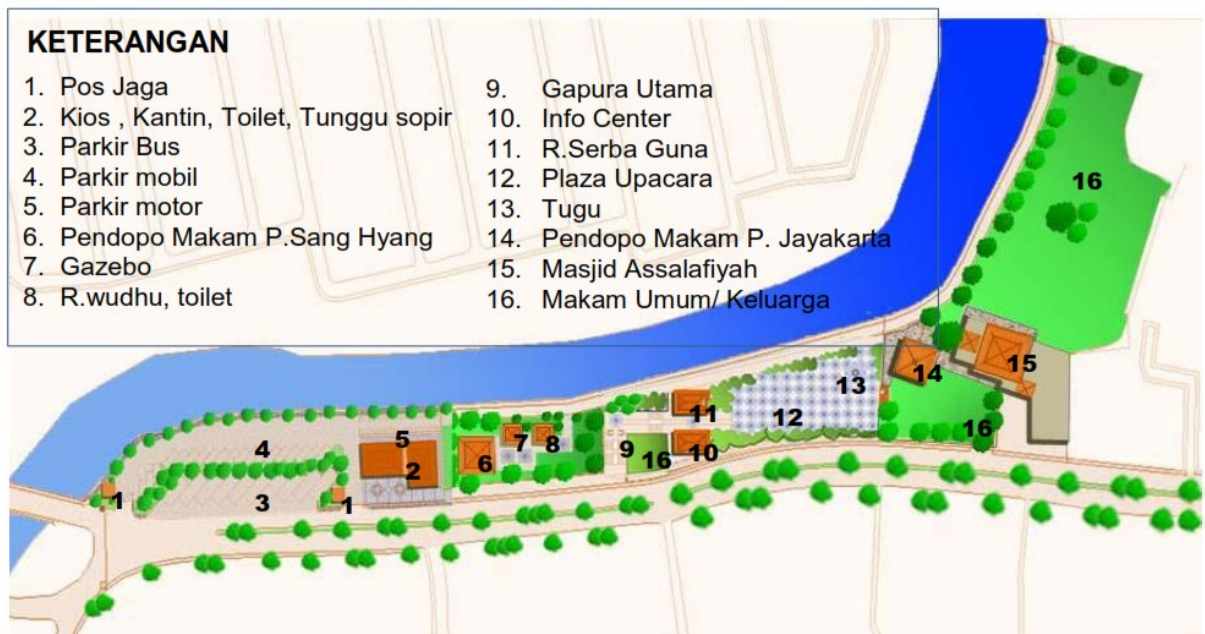 KETERANGAN
1. Pos Jaga
2. Kios , Kantin, Toilet, Tunggu sopir
3. Parkir Bus
4. Parkir mobil
5. Parkir motor
6. Pendopo Makam P.Sang Hyang
7. Gazebo
8. R.wudhu, toilet
9. Gapura Utama
10. Info Center
11. R.Serba Guna
12. Plaza Upacara
13. Tugu
14. Pendopo Makam P. Jayakarta
15. Masjid Assalafiyah
16. Makam Umum/ Keluarga
16
15
14
13
11
12
5
7
8
4
9
16
10
16
6
2
1
3
1